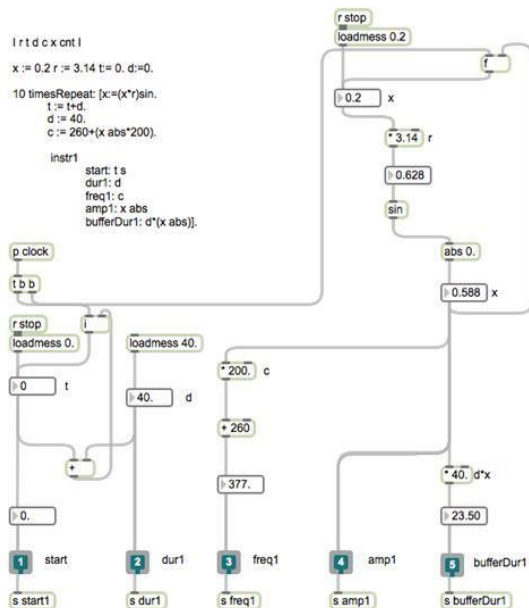 I r t d c x cnt I
x := 0.2 r := 3.14 t:= 0. d:=0.
10 timesRepeat: [x:=(x*r)sin.
t := t+d.
d := 40.
c := 260+(x abs*200).
instr1
start: t s
dur1: d
freq1: c
amp1: x abs
bufferDur1: d*(x abs)].
r stop
loadmess 0.2
f
0.2 x
* 3.14 r
0.628
sin
abs 0.
0.588 x
p clock
t b b
r stop
i
loadmess 0.
loadmess 40.
0 t
40. d
+
* 200. c
+ 260
377.
* 40. d*x
0.
23.50
1 start
2 dur1
3 freq1
4 amp1
5 bufferDur1
s start1
s dur1
s freq1
s amp1
s bufferDur1